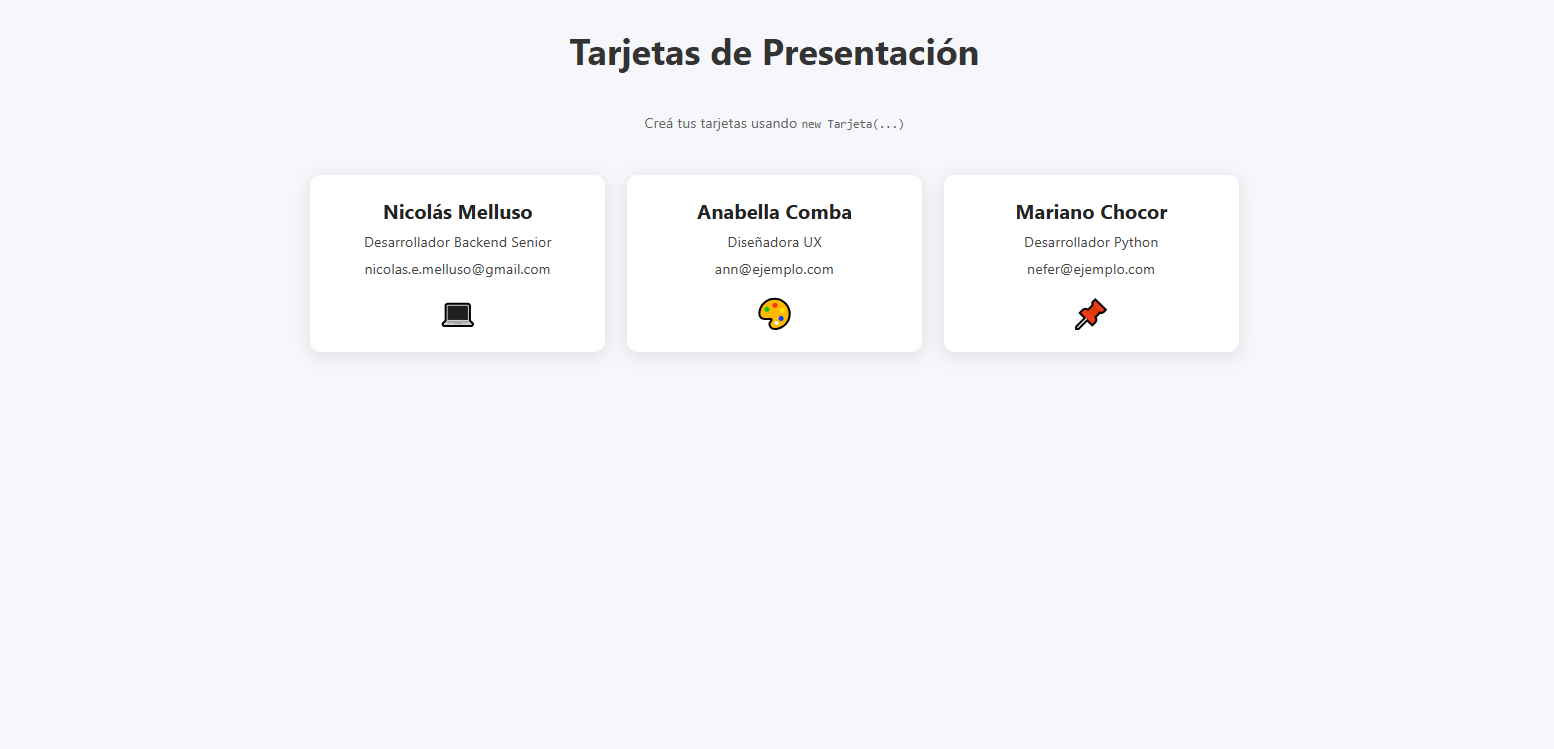 Tarjetas de Presentación
Creá tus tarjetas usando new Tarjeta(...)
Nicolás Melluso
Desarrollador Backend Senior
nicolas.e.melluso@gmail.com
Anabella Comba
Diseñadora UX
ann@ejemplo.com
Mariano Chocor
Desarrollador Python
nefer@ejemplo.com